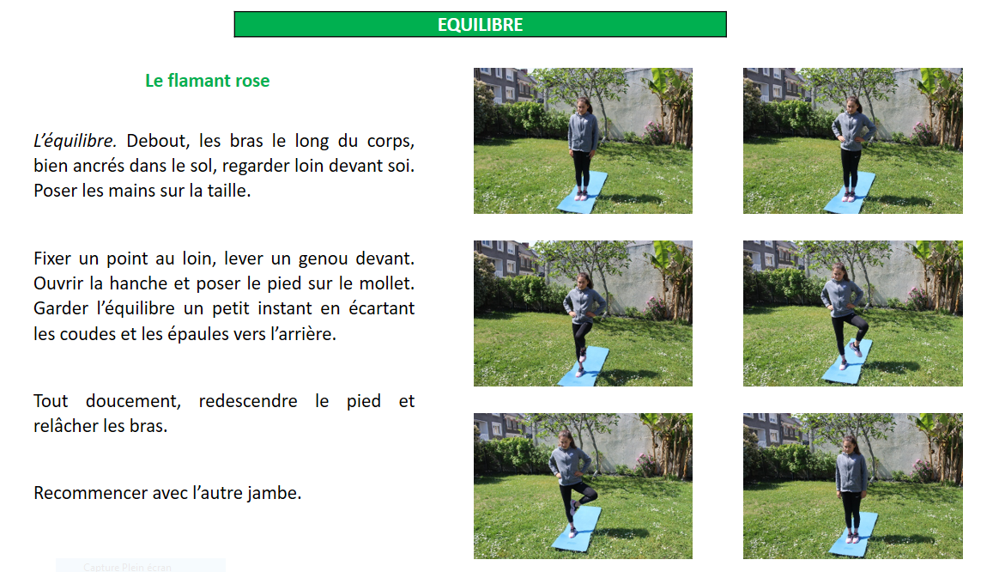 EQUILIBRE
Le flamant rose
L’équilibre. Debout, les bras le long du corps,
bien ancrés dans le sol, regarder loin devant soi.
Poser les mains sur la taille.
Fixer un point au loin, lever un genou devant.
Ouvrir la hanche et poser le pied sur le mollet.
Garder l’équilibre un petit instant en écartant
les coudes et les épaules vers l’arrière.
Tout doucement, redescendre le pied et
relâcher les bras.
Recommencer avec l’autre jambe.
Capture Plein écran